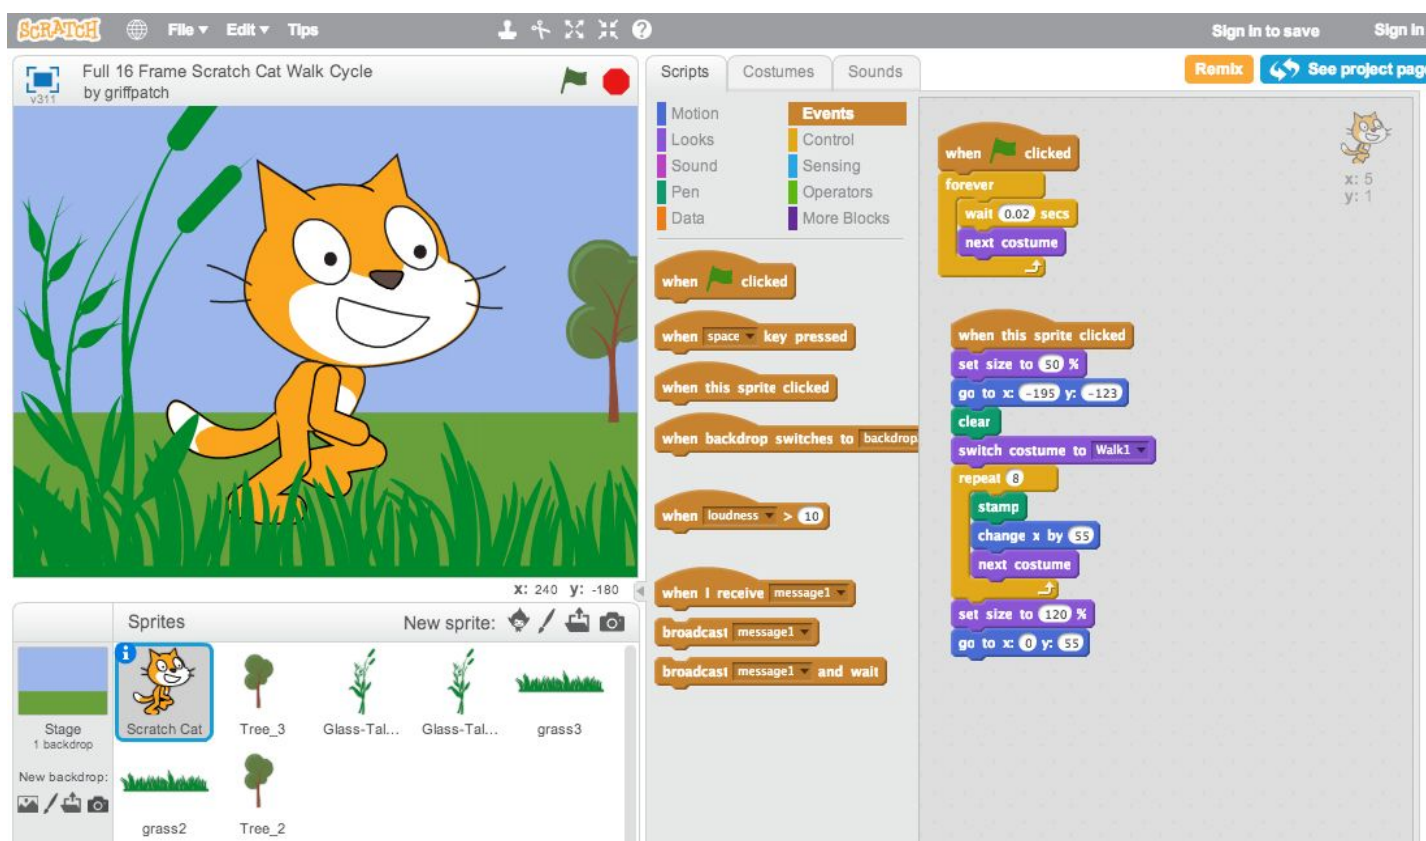 SCRATCH File Edit Tips ? Sign in to save Sign in
Full 16 Frame Scratch Cat Walk Cycle
by griffpatch
v311
x: 240 y: -180
Sprites New sprite:
Stage
1 backdrop
New backdrop:
Scratch Cat
Tree_3
Glass-Tal...
Glass-Tal...
grass3
grass2
Tree_2
Scripts Costumes Sounds
Remix See project page
Motion Events
Looks Control
Sound Sensing
Pen Operators
Data More Blocks
when clicked
when space key pressed
when this sprite clicked
when backdrop switches to backdrop
when loudness > 10
when I receive message1
broadcast message1
broadcast message1 and wait
when clicked
forever
wait 0.02 secs
next costume
when this sprite clicked
set size to 50 %
go to x: -195 y: -123
clear
switch costume to Walk1
repeat 8
stamp
change x by 55
next costume
set size to 120 %
go to x: 0 y: 55
x: 5
y: 1